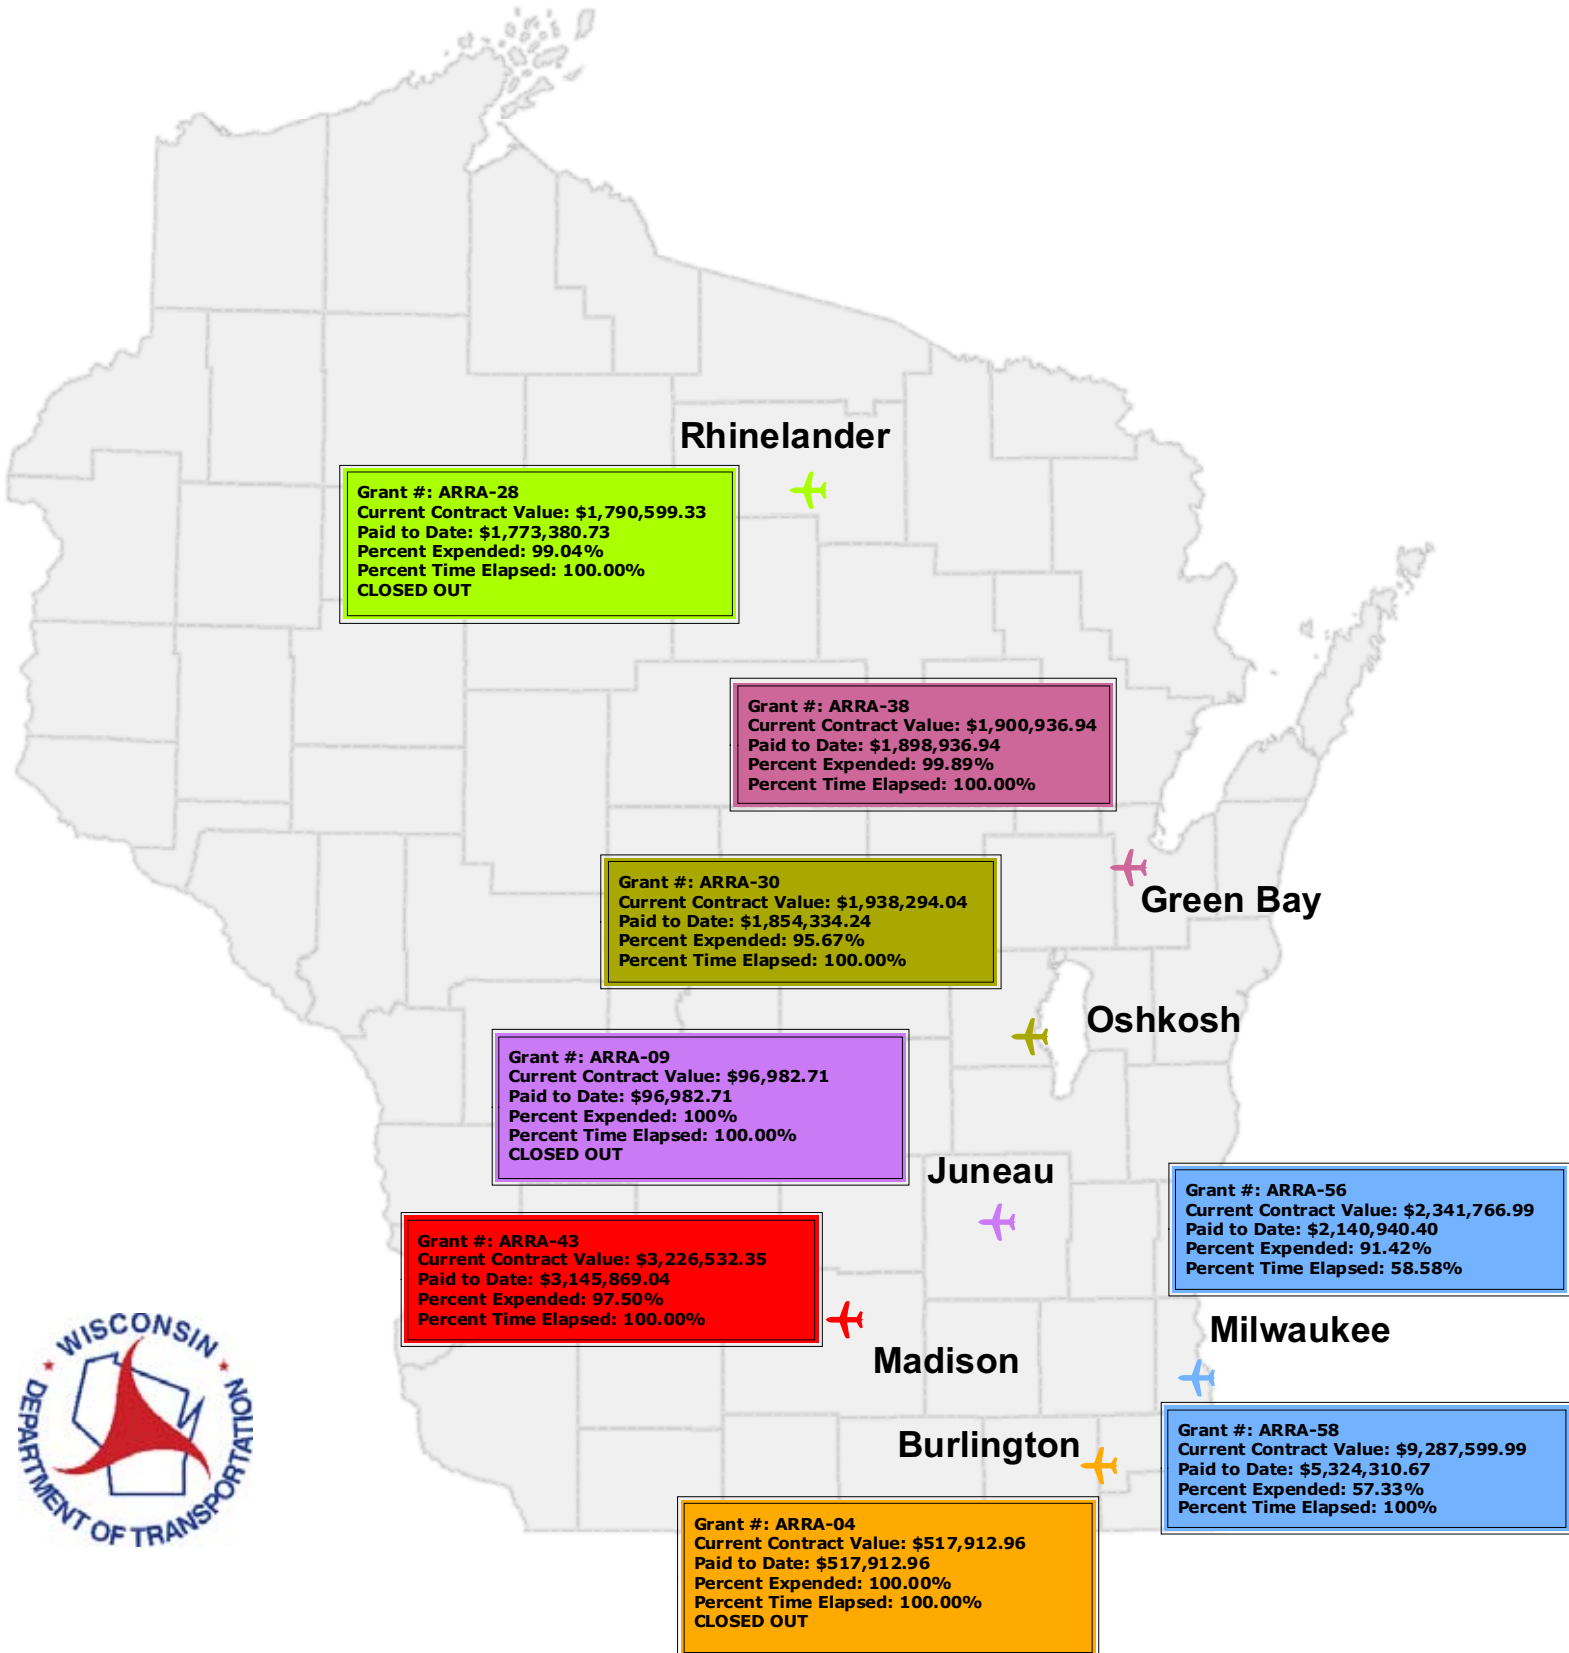 Rhinelander
Grant #: ARRA-28
Current Contract Value: $1,790,599.33
Paid to Date: $1,773,380.73
Percent Expended: 99.04%
Percent Time Elapsed: 100.00%
CLOSED OUT
Grant #: ARRA-38
Current Contract Value: $1,900,936.94
Paid to Date: $1,898,936.94
Percent Expended: 99.89%
Percent Time Elapsed: 100.00%
Green Bay
Grant #: ARRA-30
Current Contract Value: $1,938,294.04
Paid to Date: $1,854,334.24
Percent Expended: 95.67%
Percent Time Elapsed: 100.00%
Oshkosh
Grant #: ARRA-09
Current Contract Value: $96,982.71
Paid to Date: $96,982.71
Percent Expended: 100%
Percent Time Elapsed: 100.00%
CLOSED OUT
Juneau
Grant #: ARRA-56
Current Contract Value: $2,341,766.99
Paid to Date: $2,140,940.40
Percent Expended: 91.42%
Percent Time Elapsed: 58.58%
Grant #: ARRA-43
Current Contract Value: $3,226,532.35
Paid to Date: $3,145,869.04
Percent Expended: 97.50%
Percent Time Elapsed: 100.00%
Milwaukee
Madison
WISCONSIN
DEPARTMENT OF TRANSPORTATION
Grant #: ARRA-58
Current Contract Value: $9,287,599.99
Paid to Date: $5,324,310.67
Percent Expended: 57.33%
Percent Time Elapsed: 100%
Burlington
Grant #: ARRA-04
Current Contract Value: $517,912.96
Paid to Date: $517,912.96
Percent Expended: 100.00%
Percent Time Elapsed: 100.00%
CLOSED OUT